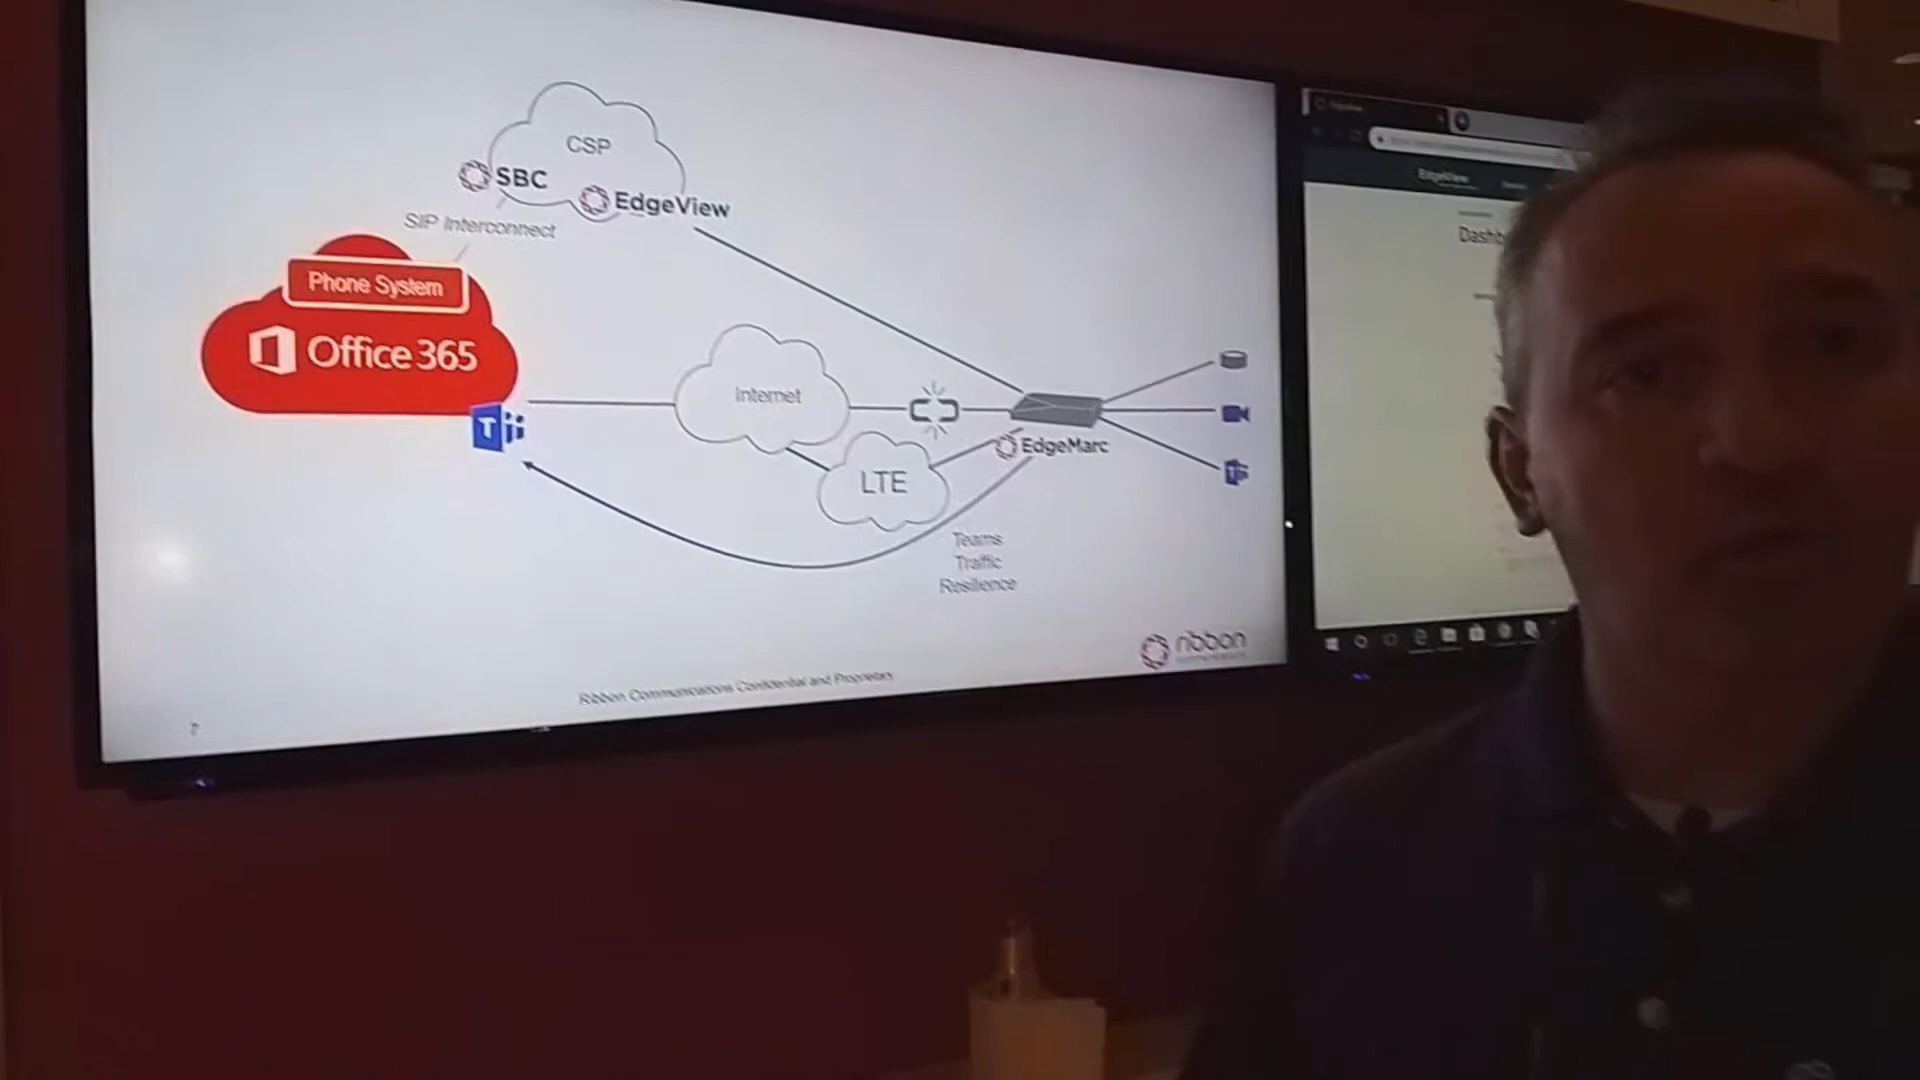 CSP
SBC
EdgeView
SIP Interconnect
Phone System
Office 365
Internet
LTE
EdgeMarc
Teams
Traffic
Resilience
ribbon
Ribbon Communications Confidential and Proprietary
EdgeView
Dashb